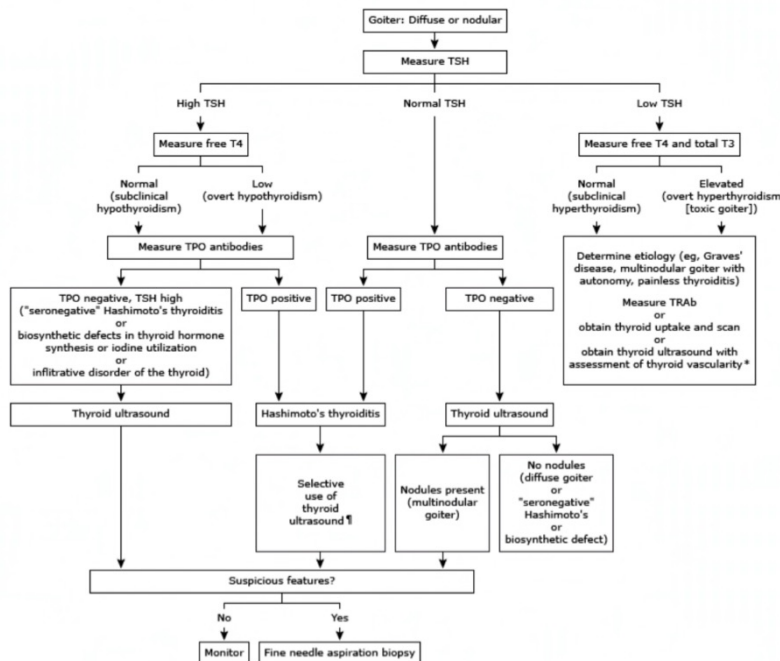 Goiter: Diffuse or nodular
Measure TSH
High TSH
Normal TSH
Low TSH
Measure free T4
Measure free T4 and total T3
Normal
(subclinical
hypothyroidism)
Low
(overt hypothyroidism)
Normal
(subclinical
hyperthyroidism)
Elevated
(overt hyperthyroidism
[toxic goiter])
Measure TPO antibodies
Measure TPO antibodies
Determine etiology (eg, Graves'
disease, multinodular goiter with
autonomy, painless thyroiditis)
Measure TRAb
or
obtain thyroid uptake and scan
or
obtain thyroid ultrasound with
assessment of thyroid vascularity*
TPO negative, TSH high
("seronegative" Hashimoto's thyroiditis
or
biosynthetic defects in thyroid hormone
synthesis or iodine utilization
or
inflitrative disorder of the thyroid)
TPO positive
TPO positive
TPO negative
Thyroid ultrasound
Hashimoto's thyroiditis
Thyroid ultrasound
Selective
use of
thyroid
ultrasound¶
Nodules present
(multinodular
goiter)
No nodules
(diffuse goiter
or
"seronegative"
Hashimoto's
or
biosynthetic defect)
Suspicious features?
No
Yes
Monitor
Fine needle aspiration biopsy